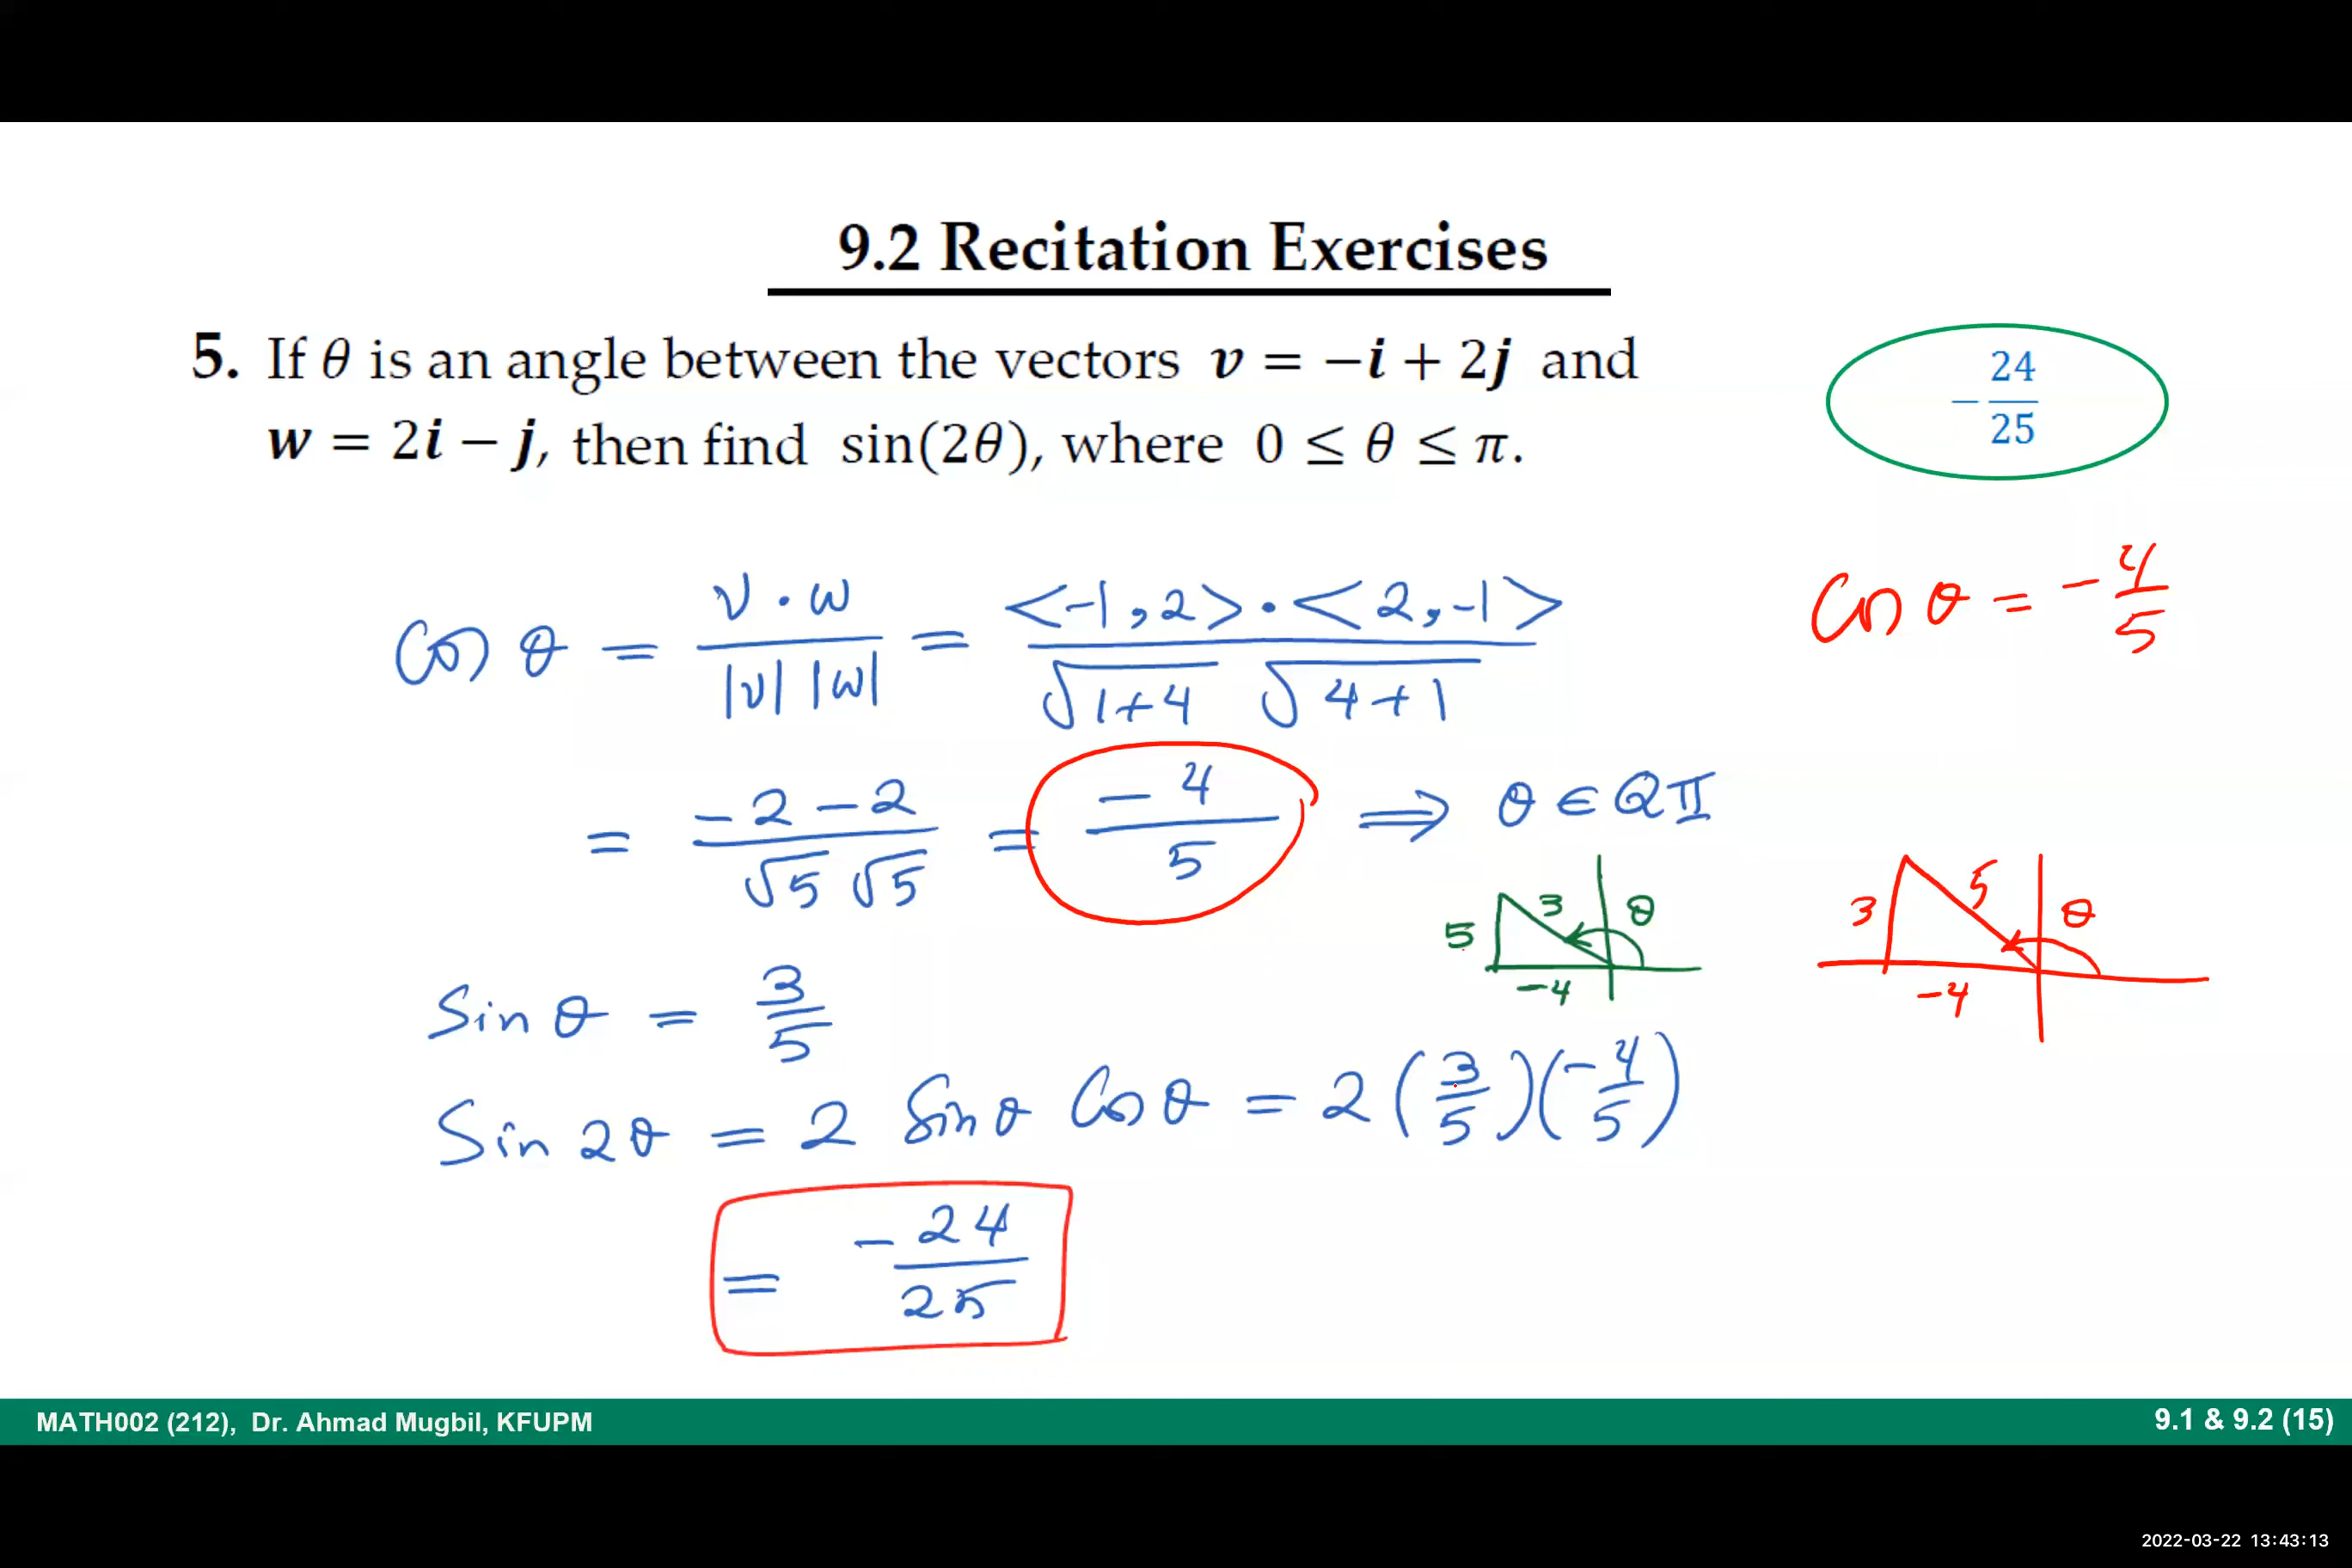 9.2 Recitation Exercises
5. If θ is an angle between the vectors v = −i + 2j and
w = 2i − j, then find sin(2θ), where 0 ≤ θ ≤ π.
− 24/25
Cos θ = − 4/5
Cos θ = (v · w)/(|v| |w|) = (<-1, 2> · <2, -1>)/(√(1+4) √(4+1))
= (-2 - 2)/(√5 √5) = -4/5 ⟹ θ ∈ QII
5 3 θ -4
3 5 θ -4
Sin θ = 3/5
Sin 2θ = 2 Sin θ Cos θ = 2 (3/5)(-4/5)
= -24/25
MATH002 (212), Dr. Ahmad Mugbil, KFUPM
9.1 & 9.2 (15)
2022-03-22 13:43:13